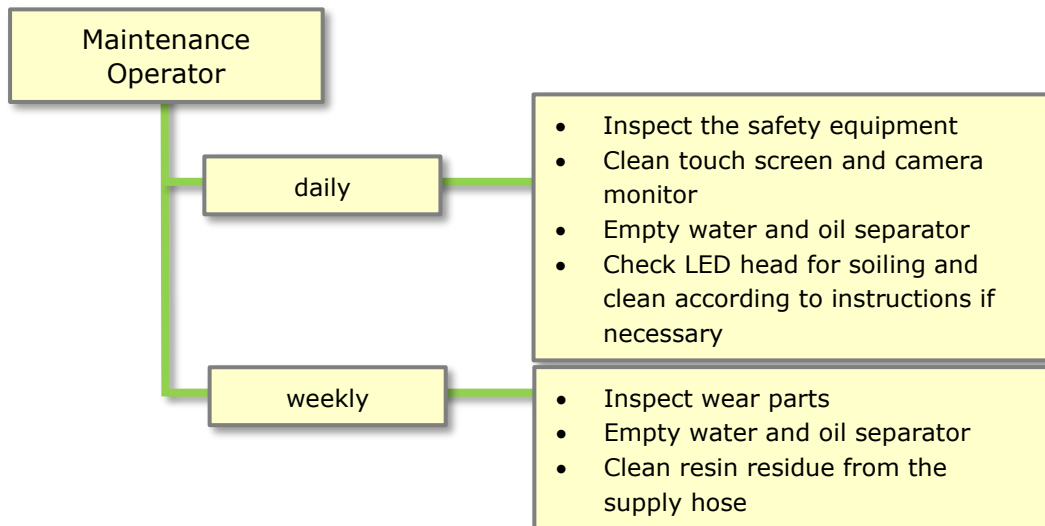 Maintenance
Operator
daily
• Inspect the safety equipment
• Clean touch screen and camera
monitor
• Empty water and oil separator
• Check LED head for soiling and
clean according to instructions if
necessary
weekly
• Inspect wear parts
• Empty water and oil separator
• Clean resin residue from the
supply hose